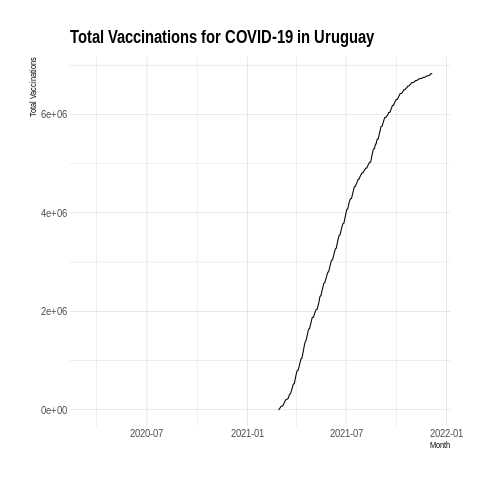 Total Vaccinations for COVID-19 in Uruguay
Total Vaccinations
6e+06
4e+06
2e+06
0e+00
2020-07 2021-01 2021-07 2022-01
Month